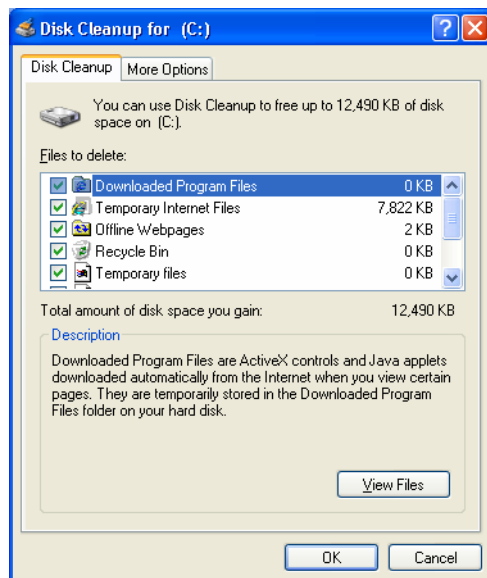 Disk Cleanup for (C:)
Disk Cleanup
More Options
You can use Disk Cleanup to free up to 12,490 KB of disk
space on (C:).
Files to delete:
Downloaded Program Files 0 KB
Temporary Internet Files 7,822 KB
Offline Webpages 2 KB
Recycle Bin 0 KB
Temporary files 0 KB
Total amount of disk space you gain: 12,490 KB
Description
Downloaded Program Files are ActiveX controls and Java applets
downloaded automatically from the Internet when you view certain
pages. They are temporarily stored in the Downloaded Program
Files folder on your hard disk.
View Files
OK
Cancel